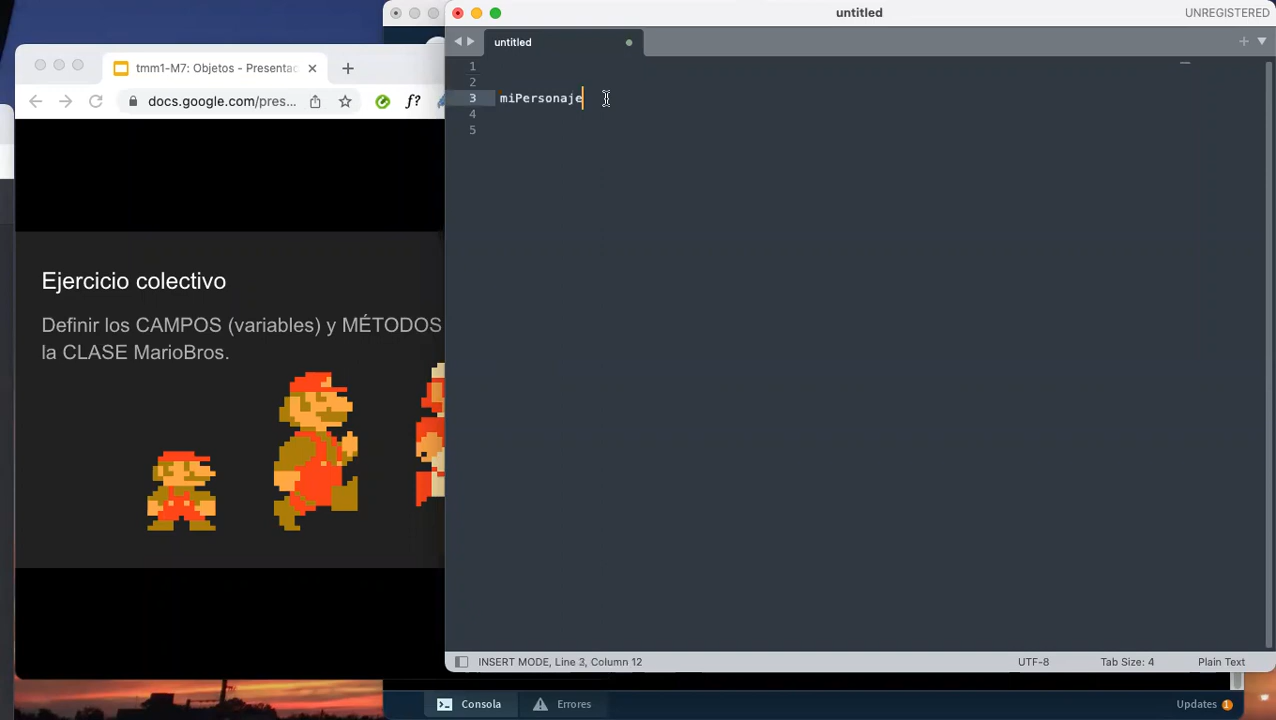 untitled
UNREGISTERED
untitled
tmm1-M7: Objetos - Presentac
docs.google.com/pres...
1
2
3 miPersonaje
4
5
Ejercicio colectivo
Definir los CAMPOS (variables) y MÉTODOS
la CLASE MarioBros.
INSERT MODE, Line 3, Column 12
UTF-8
Tab Size: 4
Plain Text
Consola
Errores
Updates 1